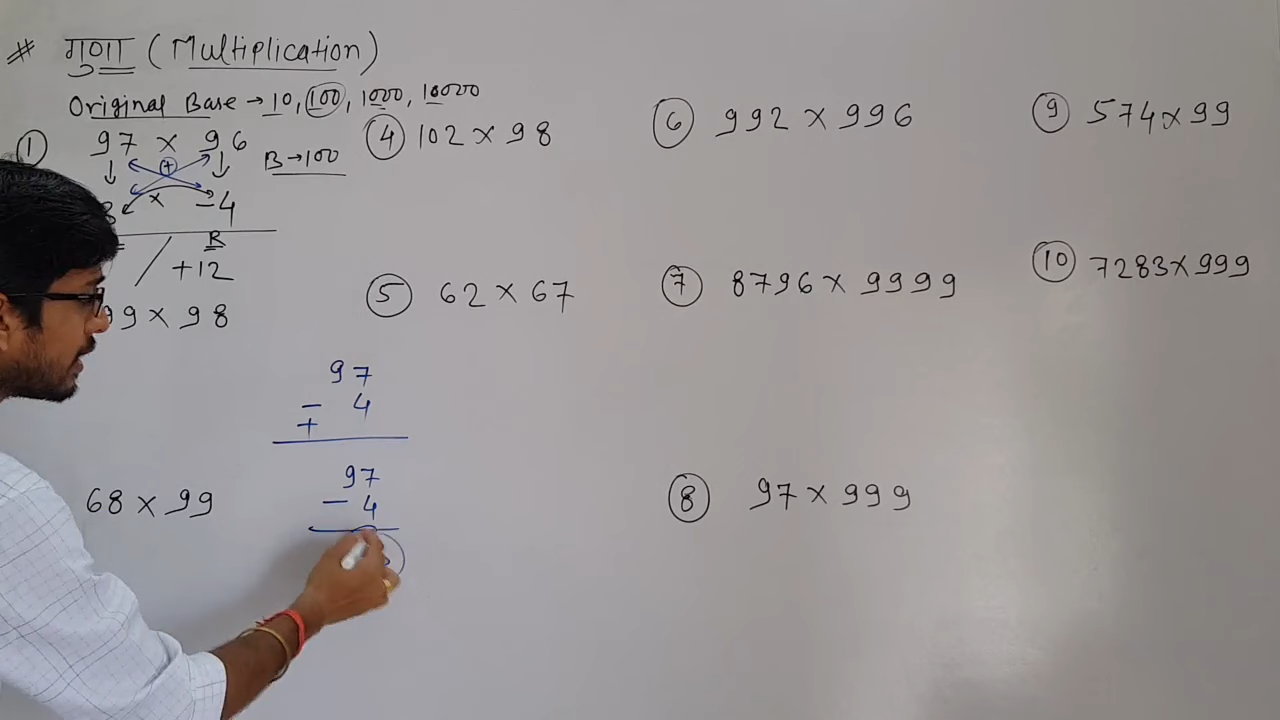 # गुणा (Multiplication)
Original Base → 10, 100, 1000, 10000
① 97 × 96
B → 100
+
× -4
R
/ +12
99 × 98
68 × 99
97
- 4
+
97
- 4
④ 102 × 98
⑤ 62 × 67
⑥ 992 × 996
⑦ 8796 × 9999
⑧ 97 × 999
⑨ 574 × 99
⑩ 7283 × 999